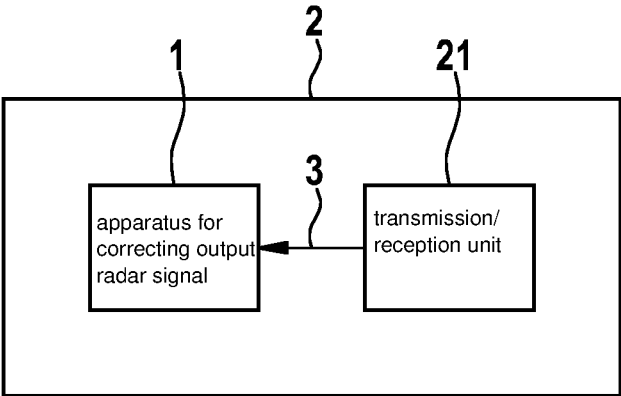 2
1
21
3
apparatus for
correcting output
radar signal
transmission/
reception unit